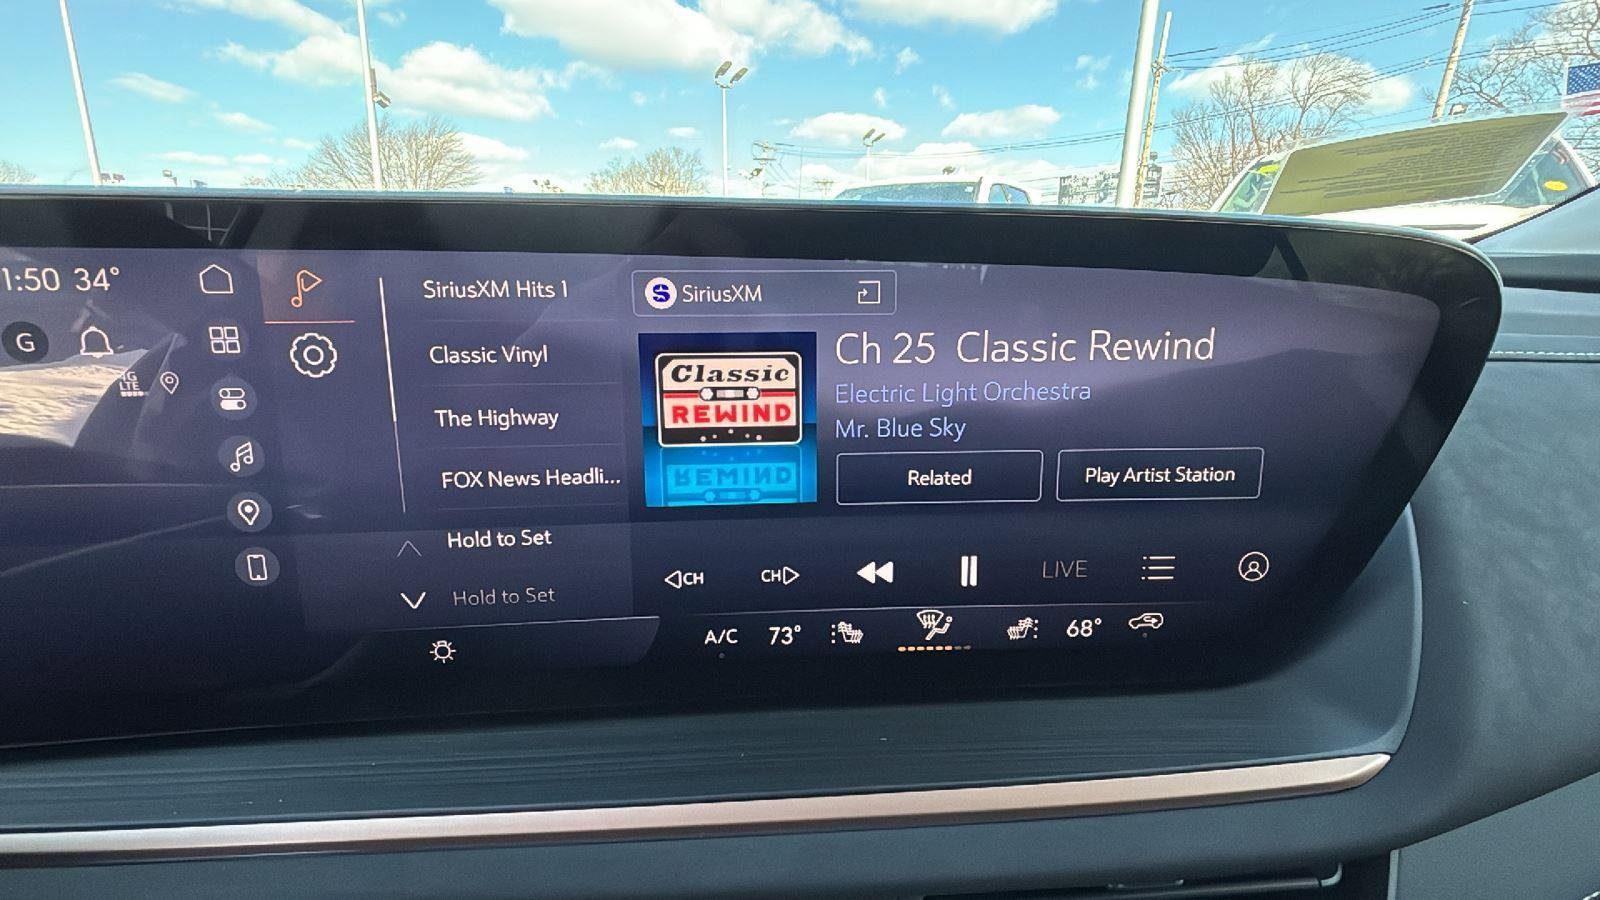 1:50 34°
G
LTE
SiriusXM Hits 1
Classic Vinyl
The Highway
FOX News Headli...
Hold to Set
Hold to Set
S SiriusXM
Classic
REWIND
Ch 25 Classic Rewind
Electric Light Orchestra
Mr. Blue Sky
Related
Play Artist Station
CH
CH
LIVE
A/C 73° 68°